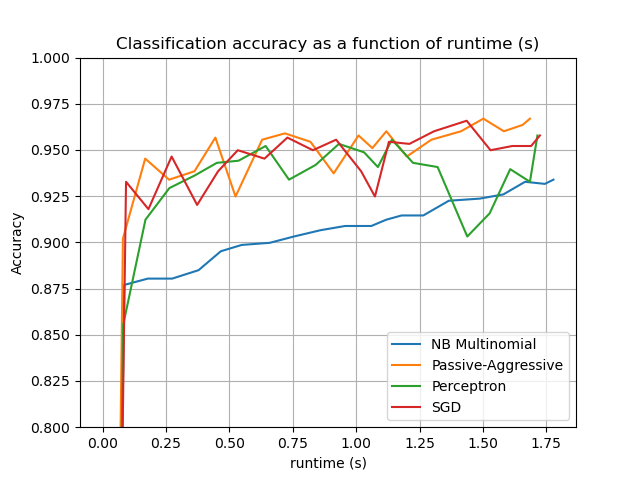 Classification accuracy as a function of runtime (s)
1.000
0.975
0.950
0.925
0.900
0.875
0.850
0.825
0.800
Accuracy
NB Multinomial
Passive-Aggressive
Perceptron
SGD
0.00 0.25 0.50 0.75 1.00 1.25 1.50 1.75
runtime (s)